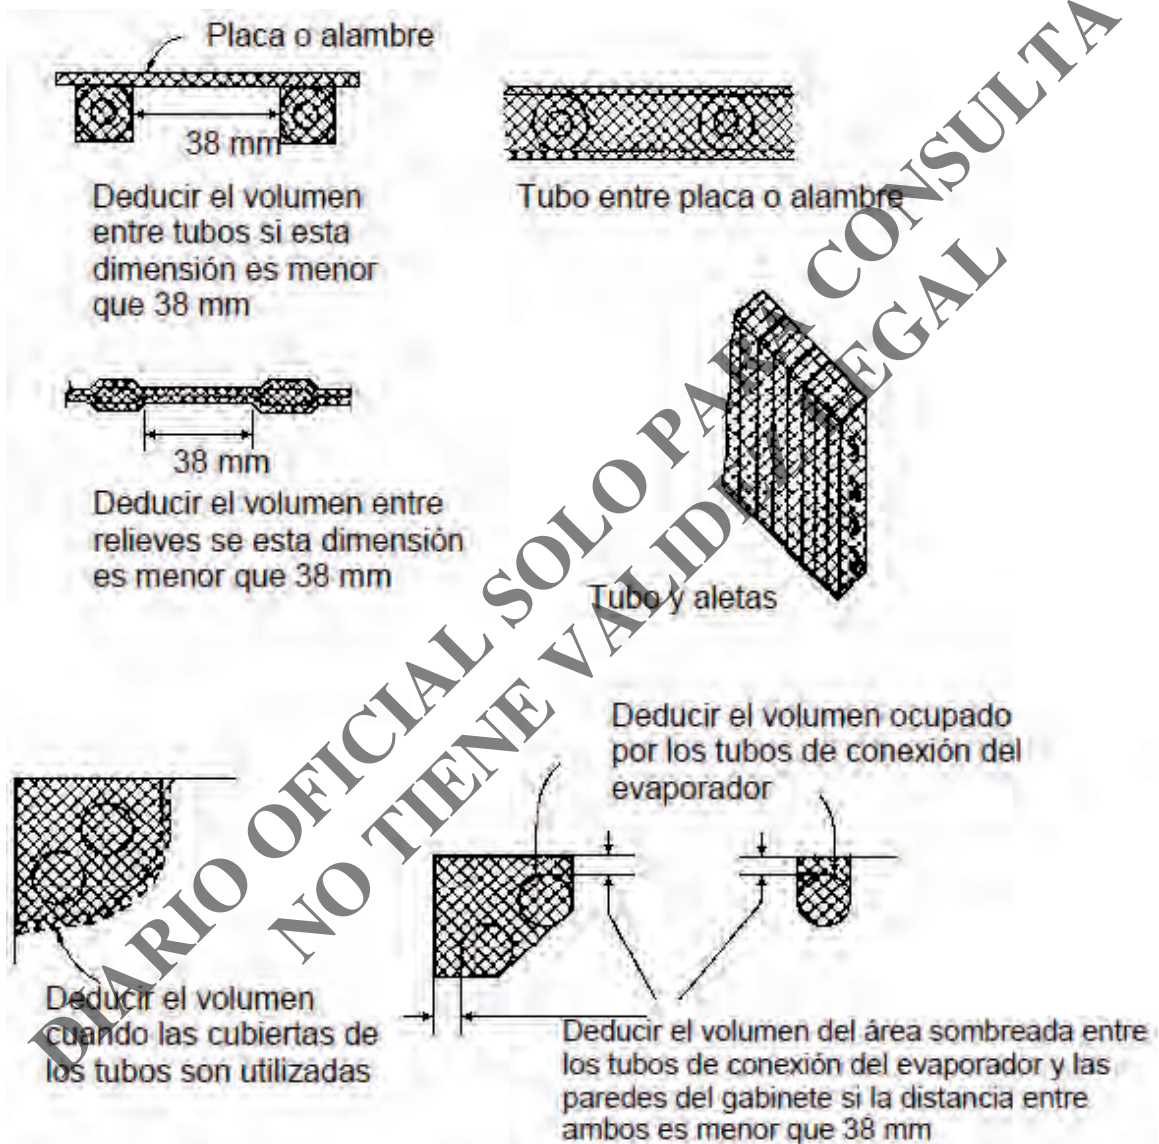 Placa o alambre
38 mm
Deducir el volumen
entre tubos si esta
dimensión es menor
que 38 mm
Tubo entre placa o alambre
38 mm
Deducir el volumen entre
relieves se esta dimensión
es menor que 38 mm
Tubo y aletas
Deducir el volumen ocupado
por los tubos de conexión del
evaporador
Deducir el volumen
cuando las cubiertas de
los tubos son utilizadas
Deducir el volumen del área sombreada entre
los tubos de conexión del evaporador y las
paredes del gabinete si la distancia entre
ambos es menor que 38 mm
DIARIO OFICIAL SOLO PARA CONSULTA
NO TIENE VALIDEZ LEGAL